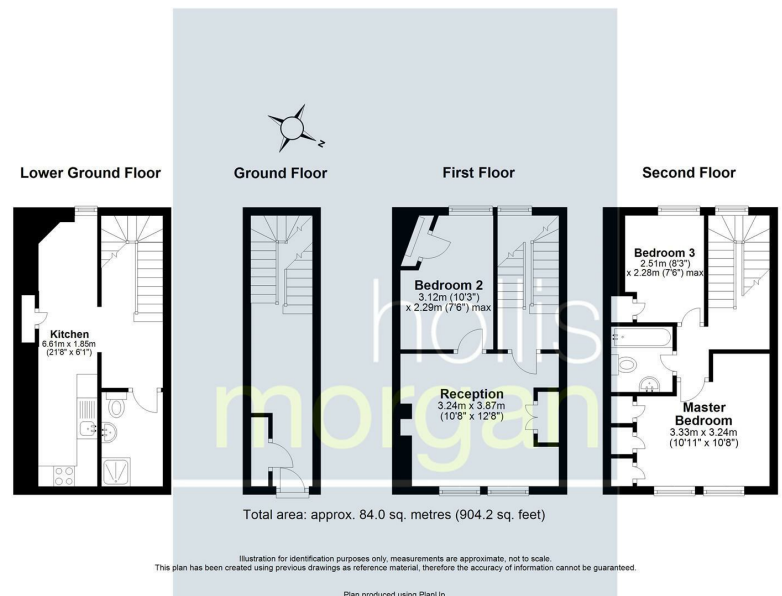 Lower Ground Floor
Ground Floor
First Floor
Second Floor
N
Kitchen
6.61m x 1.85m
(21'8" x 6'1")
Bedroom 2
3.12m (10'3")
x 2.29m (7'6") max
Reception
3.24m x 3.87m
(10'8" x 12'8")
Bedroom 3
2.51m (8'3")
x 2.28m (7'6") max
Master
Bedroom
3.33m x 3.24m
(10'11" x 10'8")
hollis
morgan
Total area: approx. 84.0 sq. metres (904.2 sq. feet)
Illustration for identification purposes only, measurements are approximate, not to scale.
This plan has been created using previous drawings as reference material, therefore the accuracy of information cannot be guaranteed.
Plan produced using PlanUp.